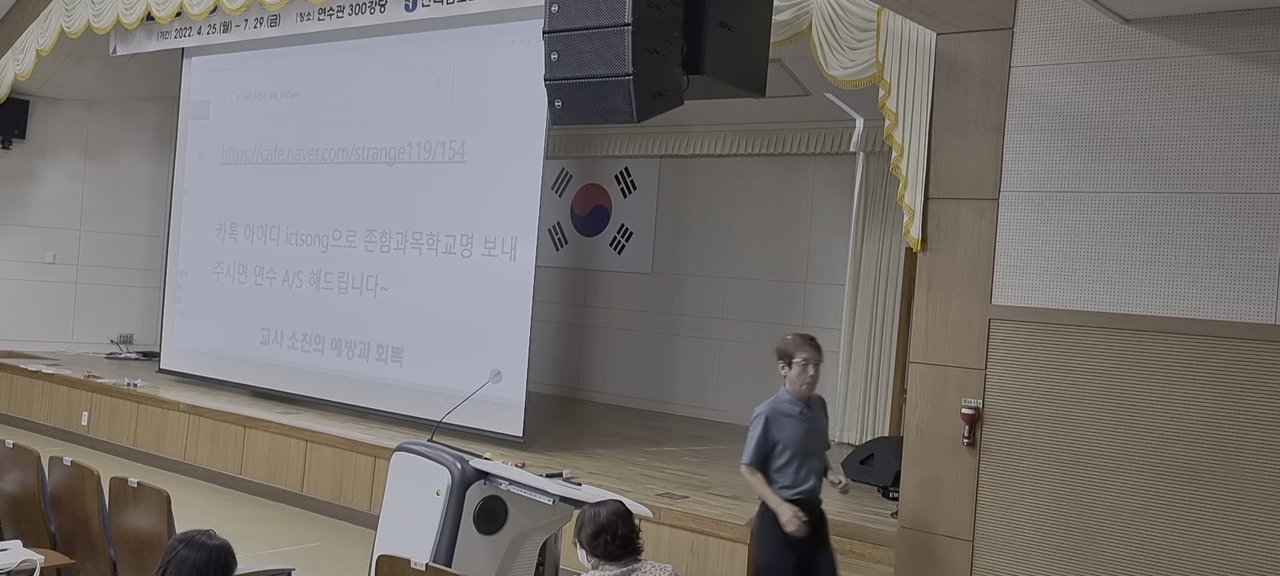 기간 2022. 4. 25.(월) ~ 7. 29.(금) 장소 연수관 300강당
https://cafe.naver.com/strange119/154
카톡 아이디 ictsong으로 존함과목학교명 보내
주시면 연수 A/S 해드립니다~
교사 소진의 예방과 회복